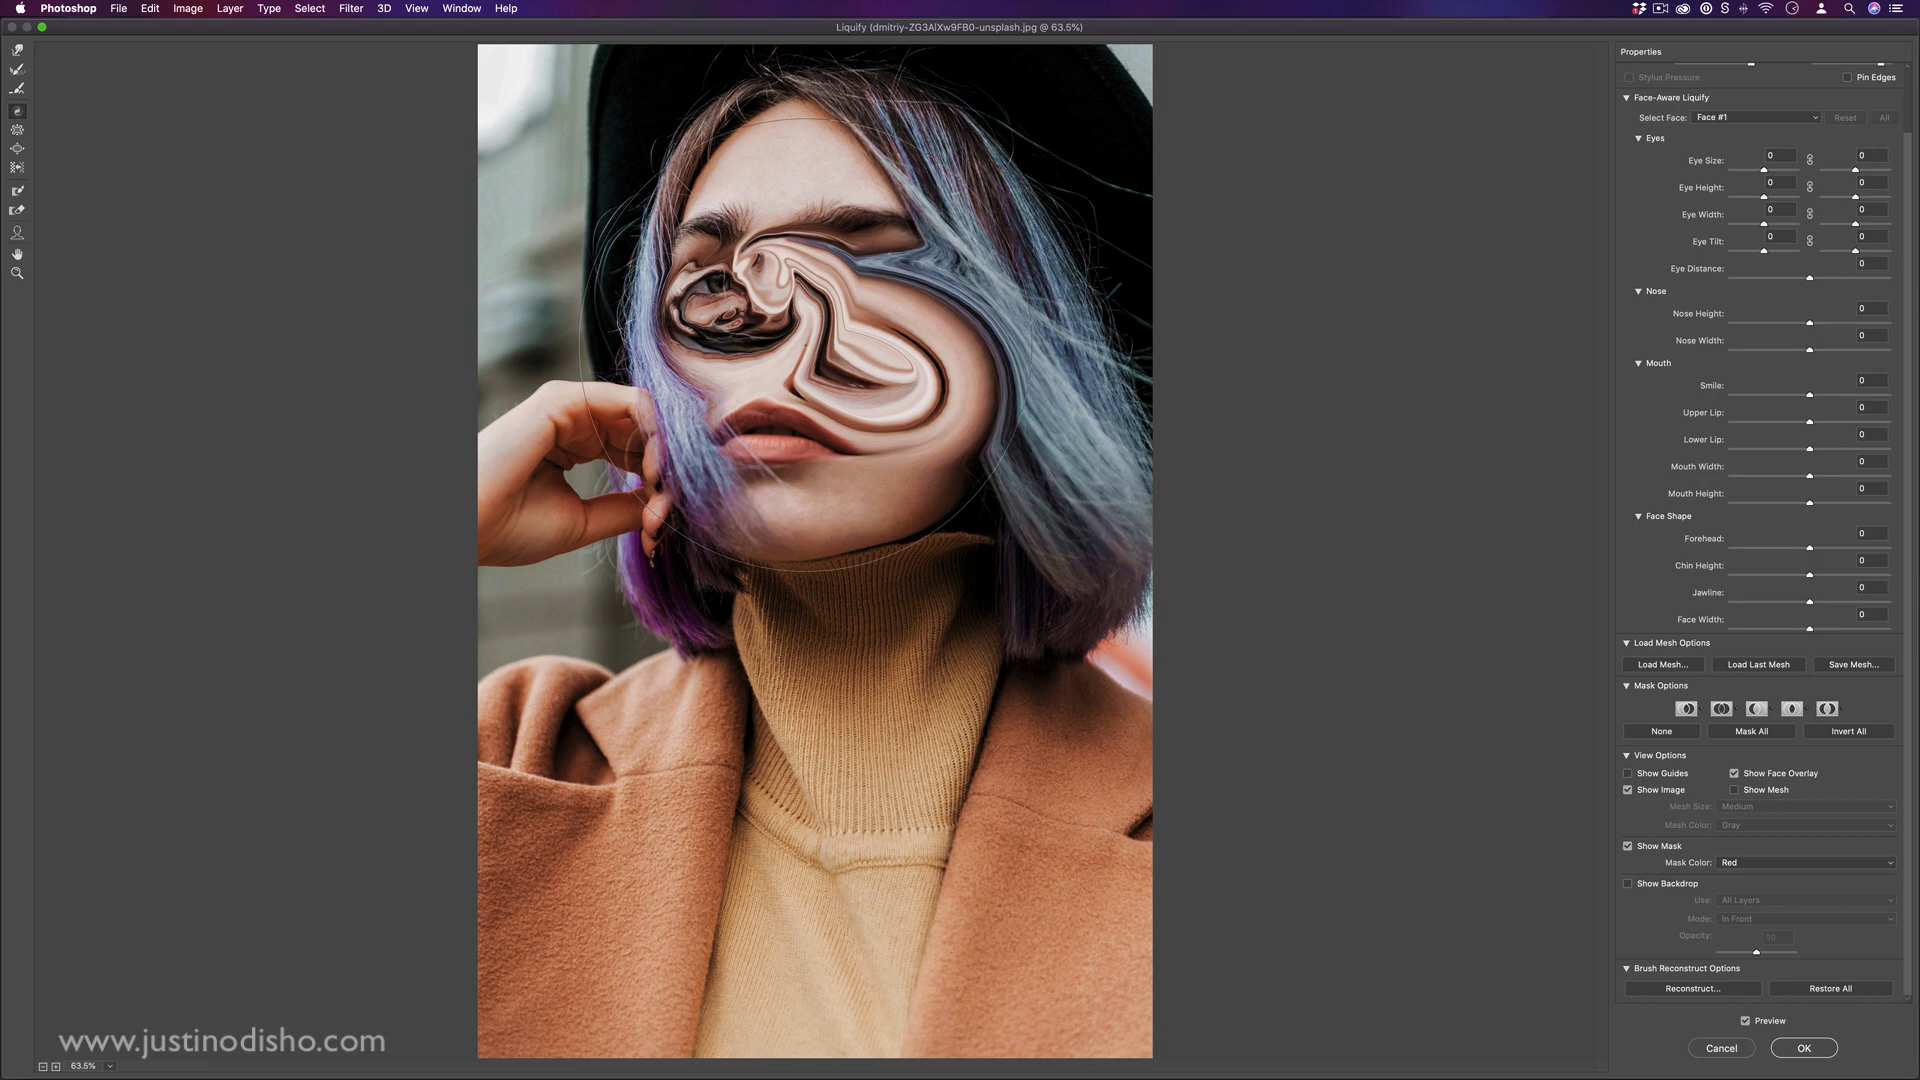 Photoshop File Edit Image Layer Type Select Filter 3D View Window Help
Liquify (dmitriy-ZG3AlXw9FB0-unsplash.jpg @ 63.5%)
Properties
Stylus Pressure Pin Edges
Face-Aware Liquify
Select Face: Face #1 Reset All
Eyes
Eye Size: 0 0
Eye Height: 0 0
Eye Width: 0 0
Eye Tilt: 0 0
Eye Distance: 0
Nose
Nose Height: 0
Nose Width: 0
Mouth
Smile: 0
Upper Lip: 0
Lower Lip: 0
Mouth Width: 0
Mouth Height: 0
Face Shape
Forehead: 0
Chin Height: 0
Jawline: 0
Face Width: 0
Load Mesh Options
Load Mesh... Load Last Mesh Save Mesh...
Mask Options
None Mask All Invert All
View Options
Show Guides Show Face Overlay
Show Image Show Mesh
Mesh Size: Medium
Mesh Color: Gray
Show Mask
Mask Color: Red
Show Backdrop
Use: All Layers
Mode: In Front
Opacity: 50
Brush Reconstruct Options
Reconstruct... Restore All
Preview
Cancel OK
www.justinodisho.com
63.5%